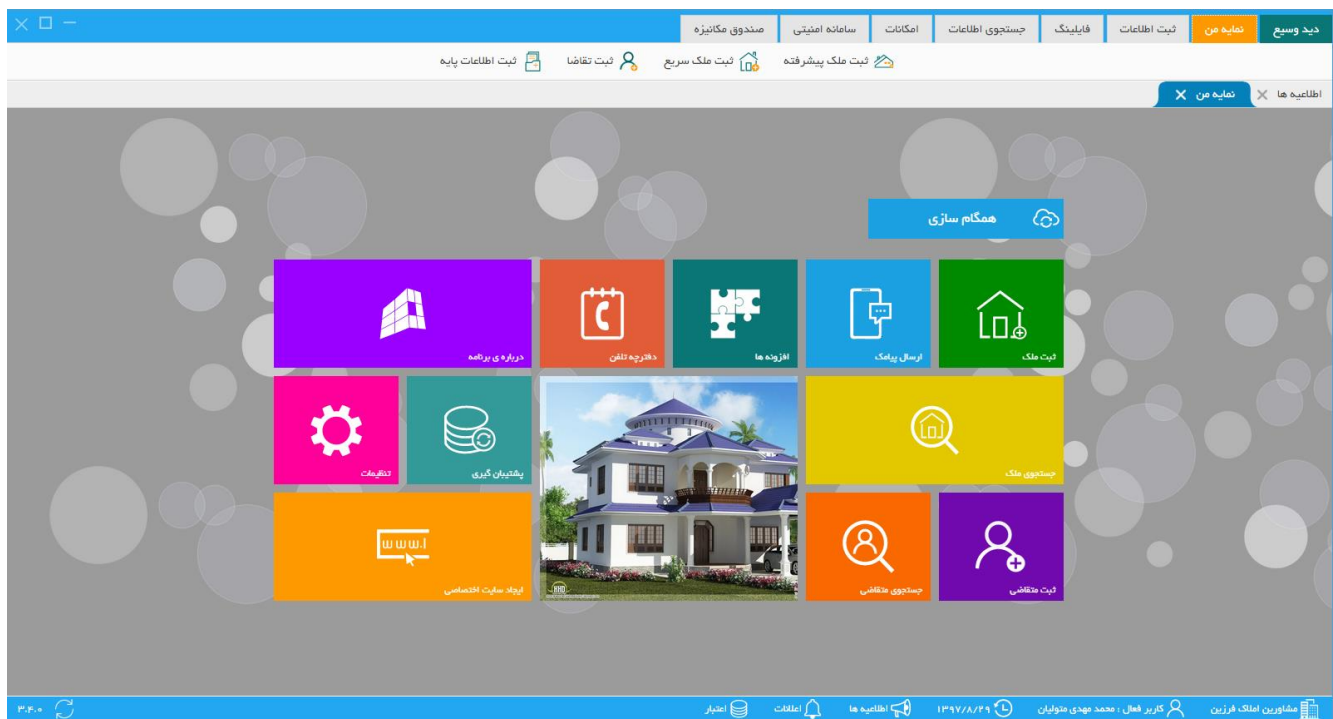 دید وسیع نمایه من ثبت اطلاعات فایلینگ جستجوی اطلاعات امکانات سامانه امنیتی صندوق مکانیزه
ثبت ملک پیشرفته ثبت ملک سریع ثبت تقاضا ثبت اطلاعات پایه
اطلاعیه ها نمایه من
همگام سازی
ثبت ملک ارسال پیامک افزونه ها دفترچه تلفن درباره ی برنامه
جستجوی ملک پشتیبان گیری تنظیمات
www.
ثبت متقاضی جستجوی متقاضی ایجاد سایت اختصاصی
مشاورین املاک فرزین کاربر فعال : محمد مهدی متولیان ۱۳۹۷/۸/۲۹ اطلاعیه ها اعلانات اعتبار ۳.۴.۰